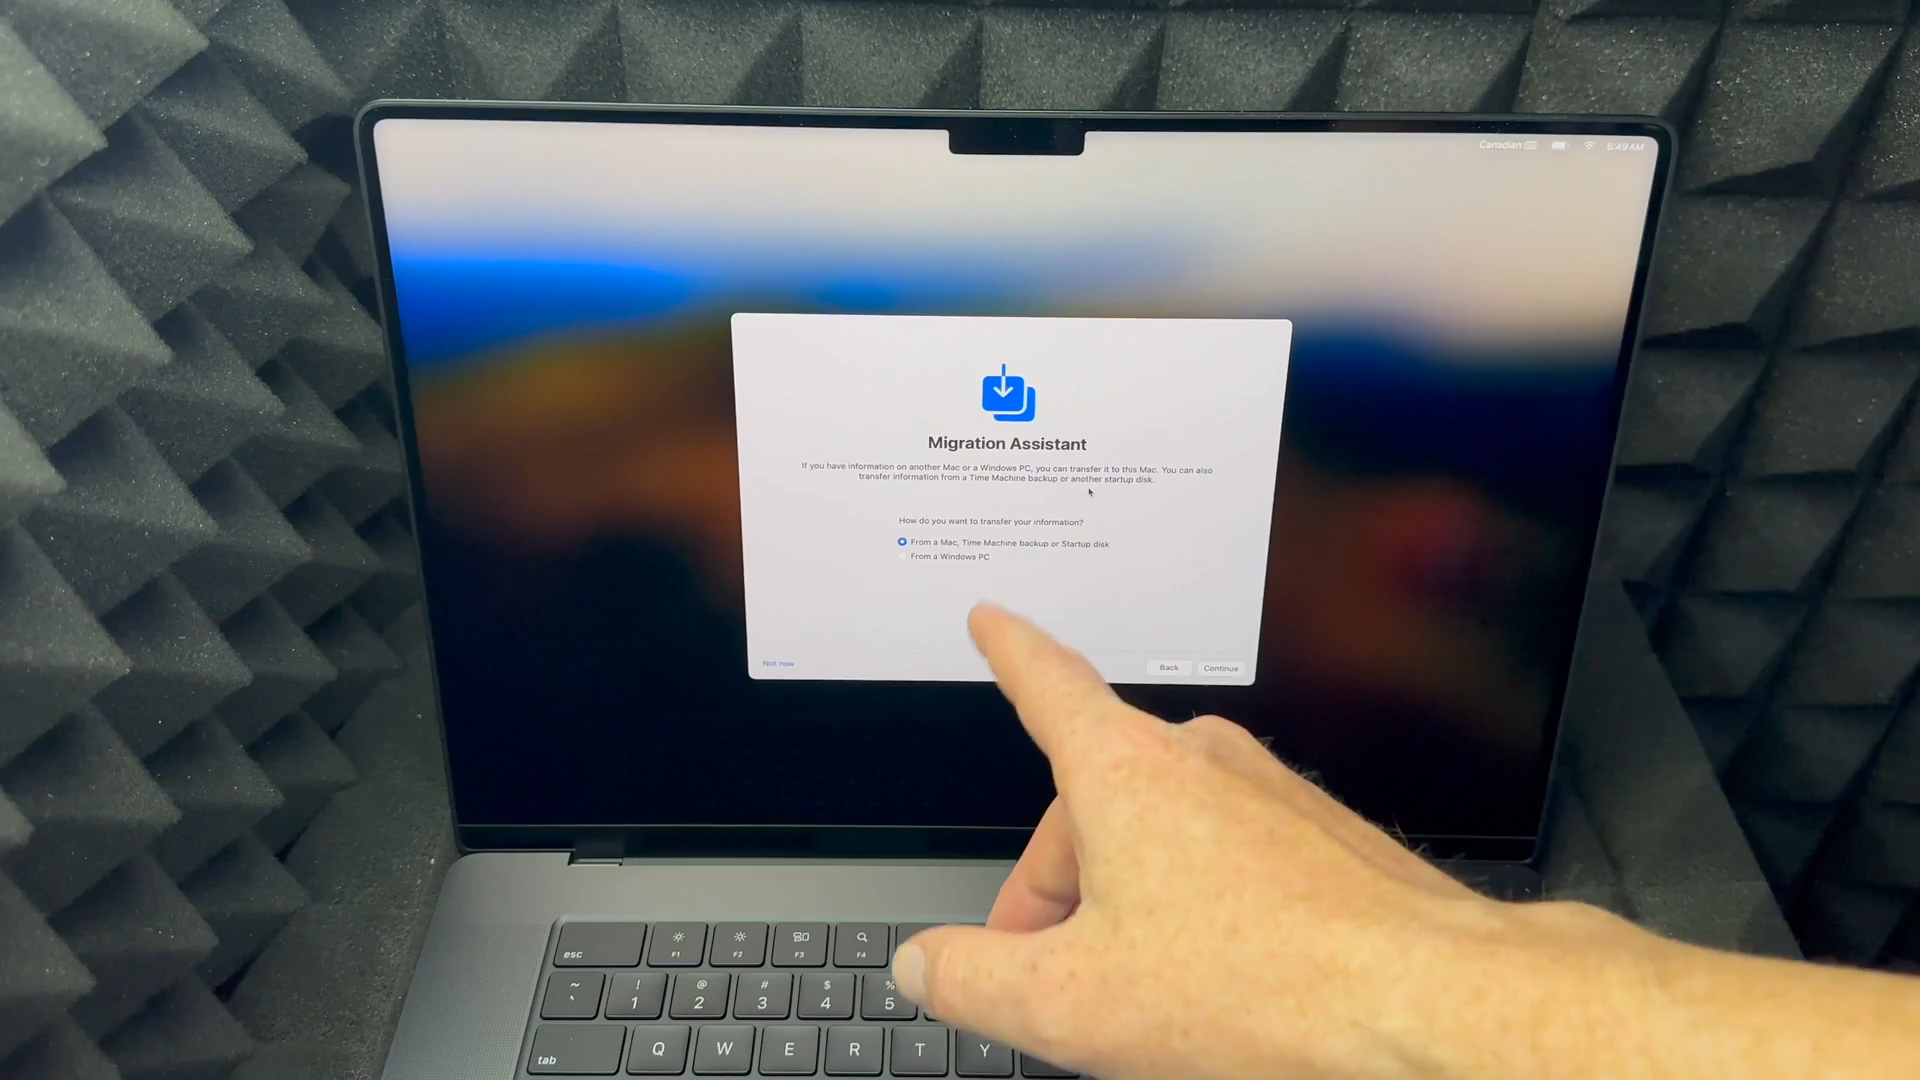 Canadian
6:49 AM
Migration Assistant
If you have information on another Mac or a Windows PC, you can transfer it to this Mac. You can also
transfer information from a Time Machine backup or another startup disk.
How do you want to transfer your information?
From a Mac, Time Machine backup or Startup disk
From a Windows PC
Not now
Back
Continue
esc
F1
F2
F3
F4
~
!
@
#
$
%
`
1
2
3
4
5
tab
Q
W
E
R
T
Y